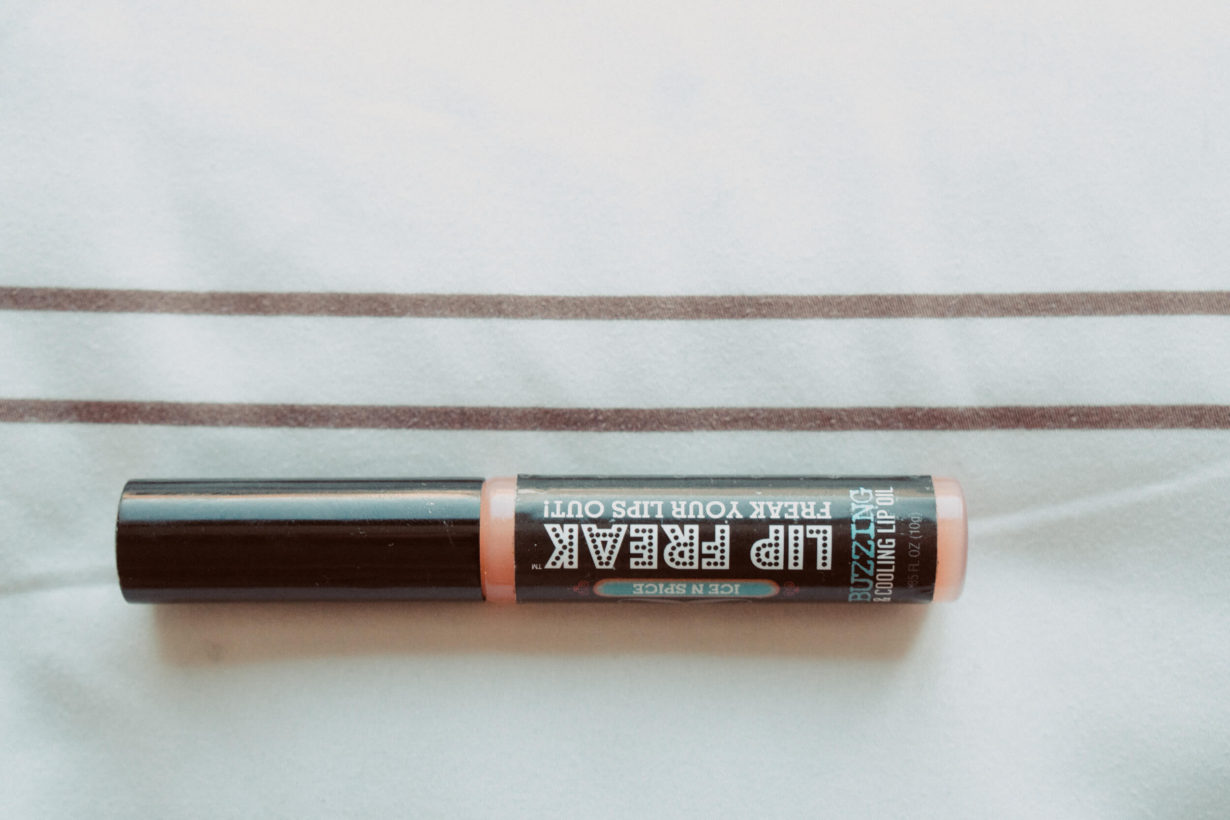 ICE N SPICE
LIP FREAK™
FREAK YOUR LIPS OUT!
BUZZING
& COOLING LIP OIL
FL.OZ (10g)